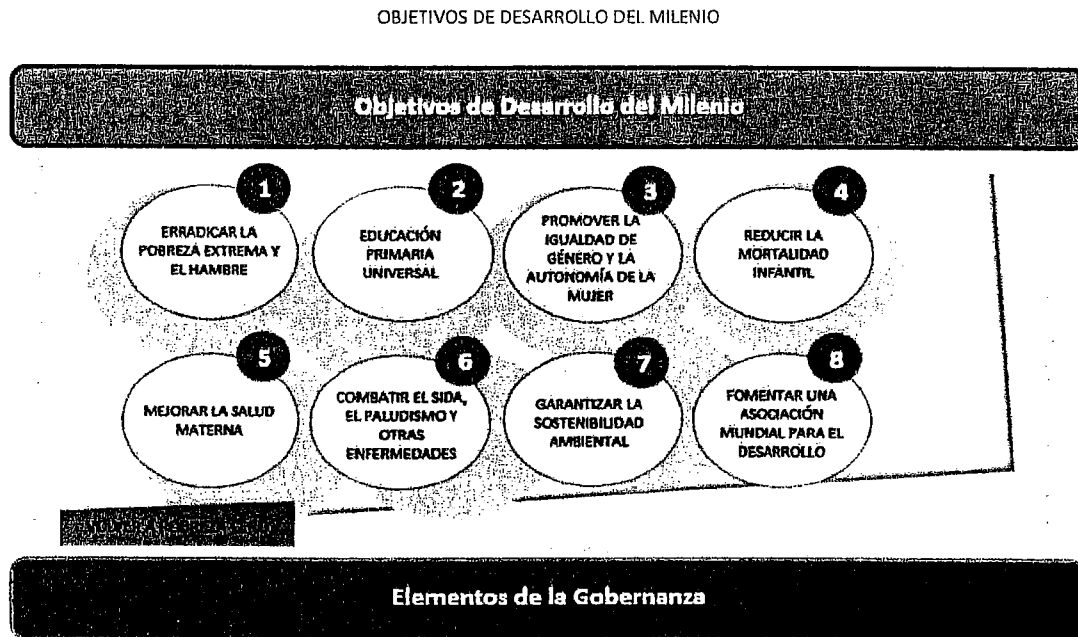 OBJETIVOS DE DESARROLLO DEL MILENIO
Objetivos de Desarrollo del Milenio
1
ERRADICAR LA
POBREZA EXTREMA Y
EL HAMBRE
2
EDUCACIÓN
PRIMARIA
UNIVERSAL
3
PROMOVER LA
IGUALDAD DE
GÉNERO Y LA
AUTONOMÍA DE LA
MUJER
4
REDUCIR LA
MORTALIDAD
INFANTIL
5
MEJORAR LA SALUD
MATERNA
6
COMBATIR EL SIDA,
EL PALUDISMO Y
OTRAS
ENFERMEDADES
7
GARANTIZAR LA
SOSTENIBILIDAD
AMBIENTAL
8
FOMENTAR UNA
ASOCIACIÓN
MUNDIAL PARA EL
DESARROLLO
Elementos de la Gobernanza